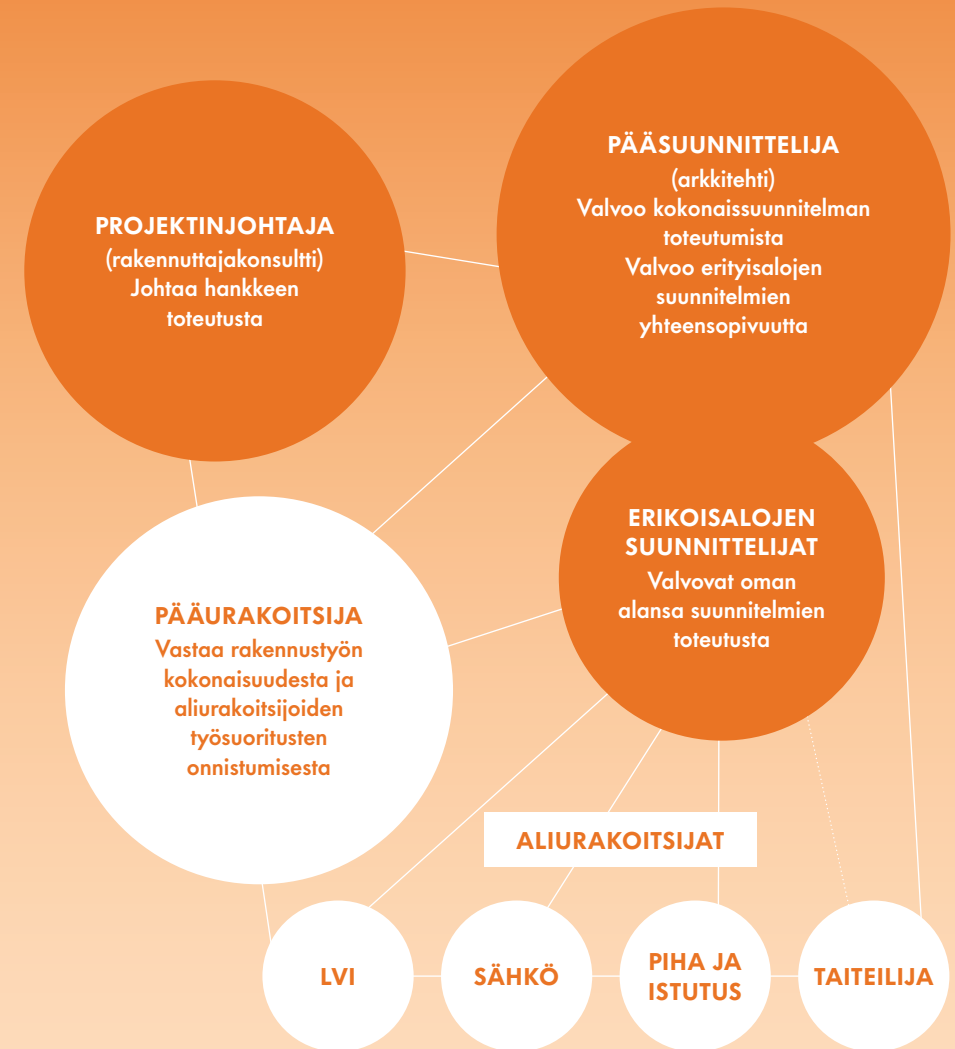 PROJEKTINJOHTAJA
(rakennuttajakonsultti)
Johtaa hankkeen
toteutusta
PÄÄSUUNNITTELIJA
(arkkitehti)
Valvoo kokonaissuunnitelman
toteutumista
Valvoo erityisalojen
suunnitelmien
yhteensopivuutta
ERIKOISALOJEN
SUUNNITTELIJAT
Valvovat oman
alansa suunnitelmien
toteutusta
PÄÄURAKOITSIJA
Vastaa rakennustyön
kokonaisuudesta ja
aliurakoitsijoiden
työsuoritusten
onnistumisesta
ALIURAKOITSIJAT
LVI
SÄHKÖ
PIHA JA
ISTUTUS
TAITEILIJA